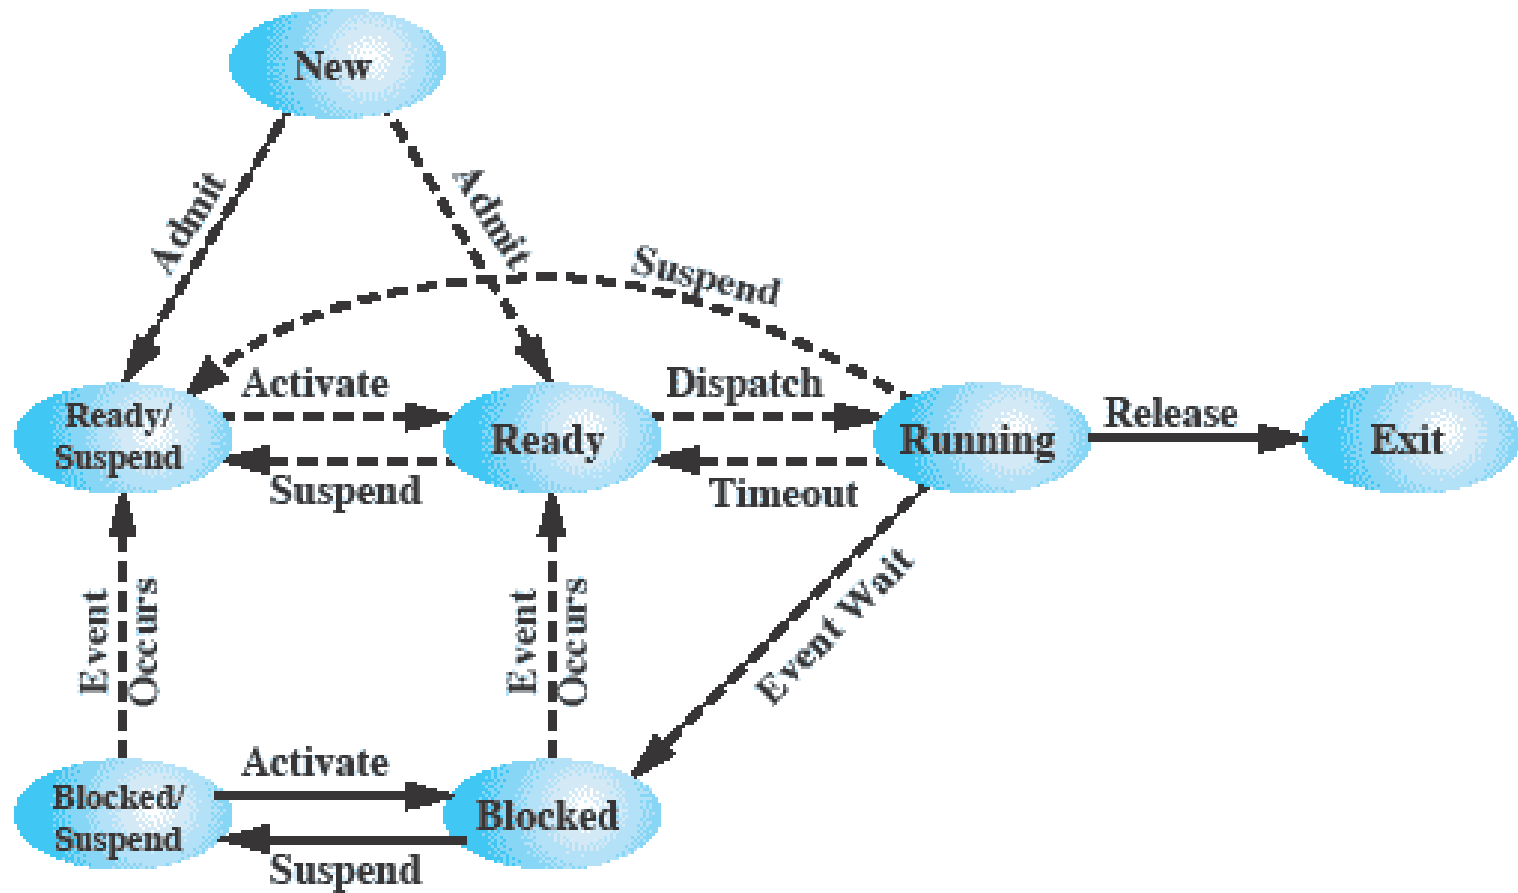 New
Admit
Admit
Suspend
Activate
Dispatch
Release
Ready/
Suspend
Ready
Running
Exit
Suspend
Timeout
Event
Occurs
Event
Occurs
Event Wait
Activate
Blocked/
Suspend
Blocked
Suspend